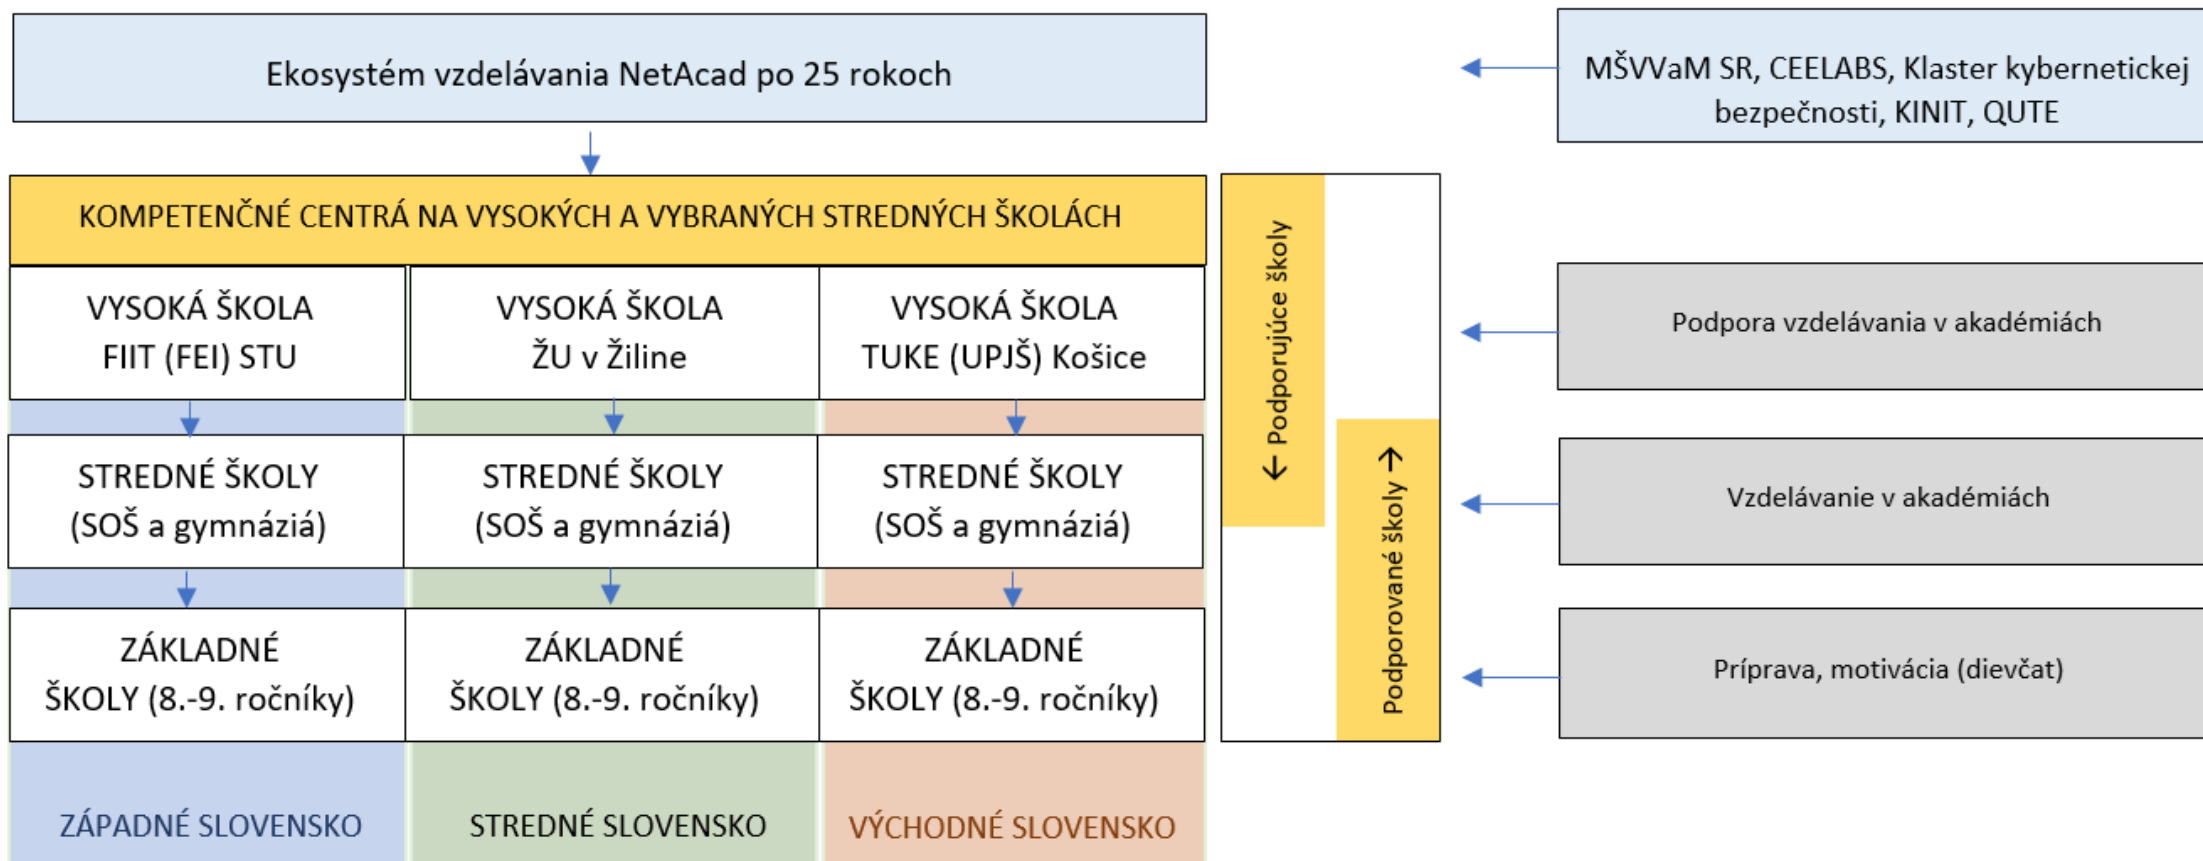 Ekosystém vzdelávania NetAcad po 25 rokoch
MŠVVaM SR, CEELABS, Klaster kybernetickej
bezpečnosti, KINIT, QUTE
KOMPETENČNÉ CENTRÁ NA VYSOKÝCH A VYBRANÝCH STREDNÝCH ŠKOLÁCH
VYSOKÁ ŠKOLA
FIIT (FEI) STU
VYSOKÁ ŠKOLA
ŽU v Žiline
VYSOKÁ ŠKOLA
TUKE (UPJŠ) Košice
← Podporujúce školy
Podpora vzdelávania v akadémiách
STREDNÉ ŠKOLY
(SOŠ a gymnáziá)
STREDNÉ ŠKOLY
(SOŠ a gymnáziá)
STREDNÉ ŠKOLY
(SOŠ a gymnáziá)
Podporované školy →
Vzdelávanie v akadémiách
ZÁKLADNÉ
ŠKOLY (8.-9. ročníky)
ZÁKLADNÉ
ŠKOLY (8.-9. ročníky)
ZÁKLADNÉ
ŠKOLY (8.-9. ročníky)
Príprava, motivácia (dievčat)
ZÁPADNÉ SLOVENSKO
STREDNÉ SLOVENSKO
VÝCHODNÉ SLOVENSKO